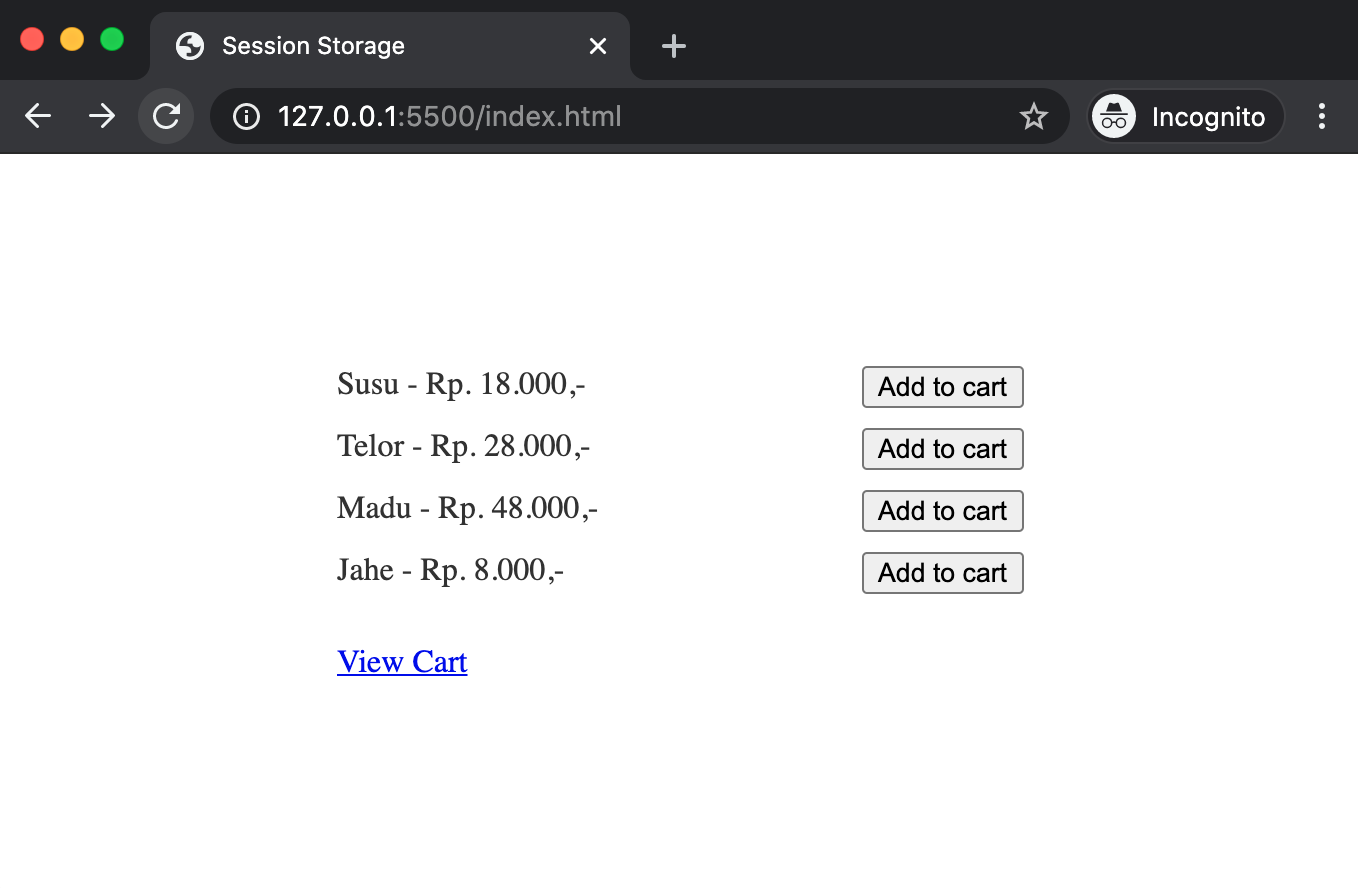 Session Storage
127.0.0.1:5500/index.html
Incognito
Susu - Rp. 18.000,- Add to cart
Telor - Rp. 28.000,- Add to cart
Madu - Rp. 48.000,- Add to cart
Jahe - Rp. 8.000,- Add to cart
View Cart